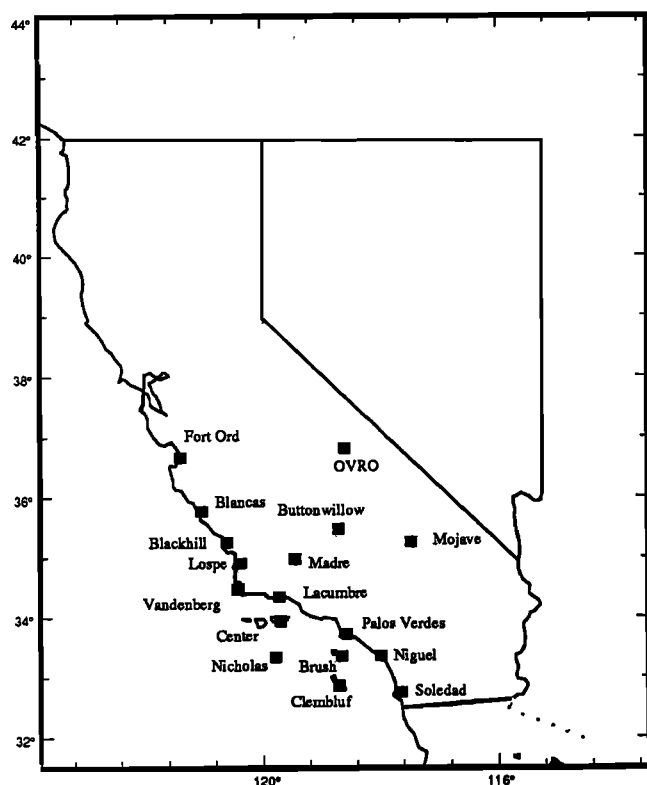 44°
42°
40°
38°
Fort Ord
OVRO
36°
Blancas
Buttonwillow
Blackhill
Mojave
Lospe
Madre
Vandenberg
Lacumbre
34°
Center
Palos Verdes
Nicholas
Brush
Niguel
Clembluf
Soledad
32°
120°
116°